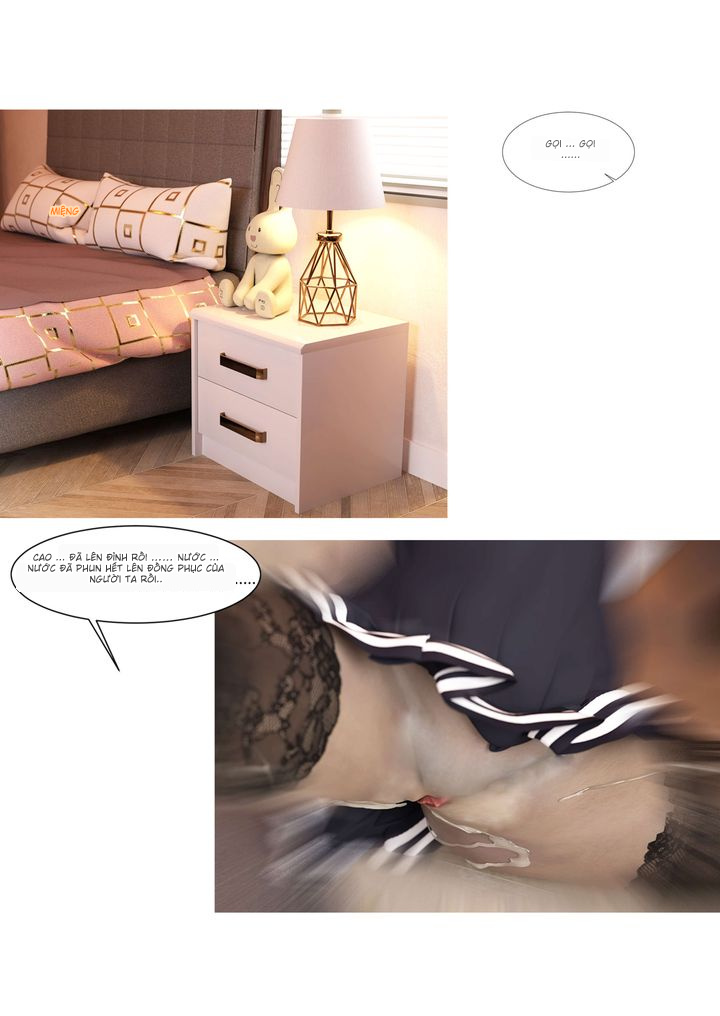 GỌI ... GỌI
......
MIỆNG
CAO ... ĐÃ LÊN ĐỈNH RỒI ...... NƯỚC ...
NƯỚC ĐÃ PHUN HẾT LÊN ĐỒNG PHỤC CỦA
NGƯỜI TA RỒI.. .....